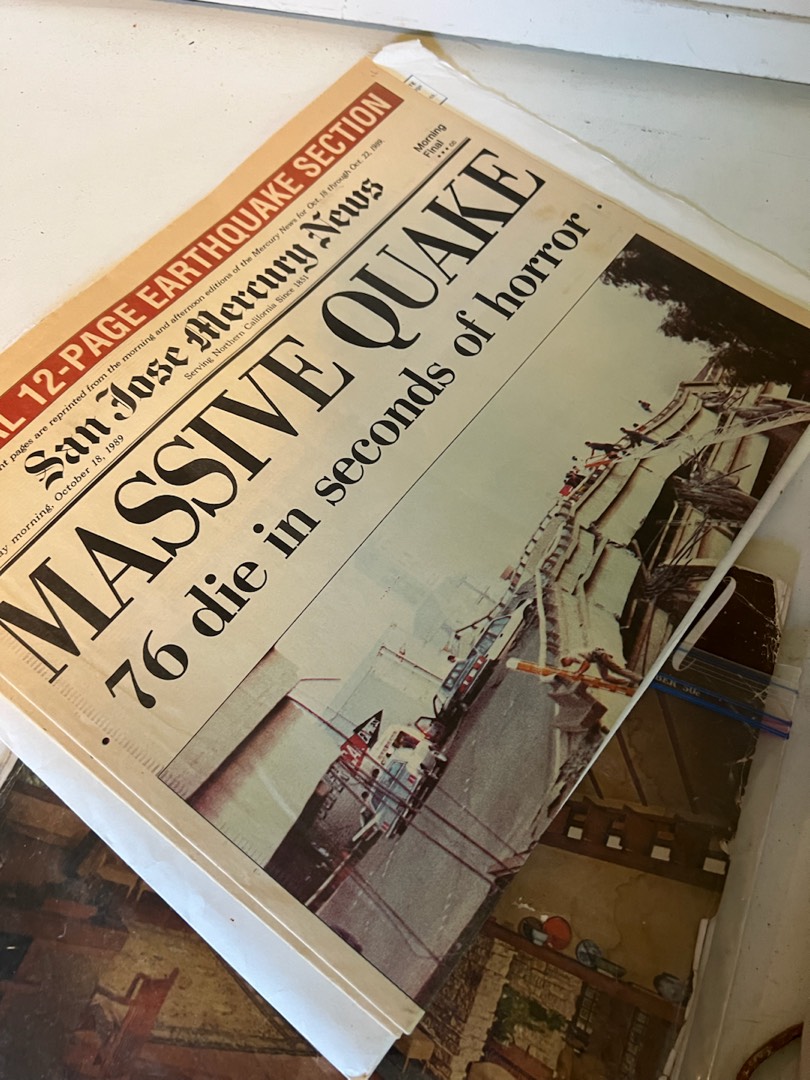 L 12-PAGE EARTHQUAKE SECTION
nt pages are reprinted from the morning and afternoon editions of the Mercury News for Oct. 18 through Oct. 22, 1989.
Morning
Final
San Jose Mercury News
Serving Northern California Since 1851
ay morning, October 18, 1989
MASSIVE QUAKE
76 die in seconds of horror